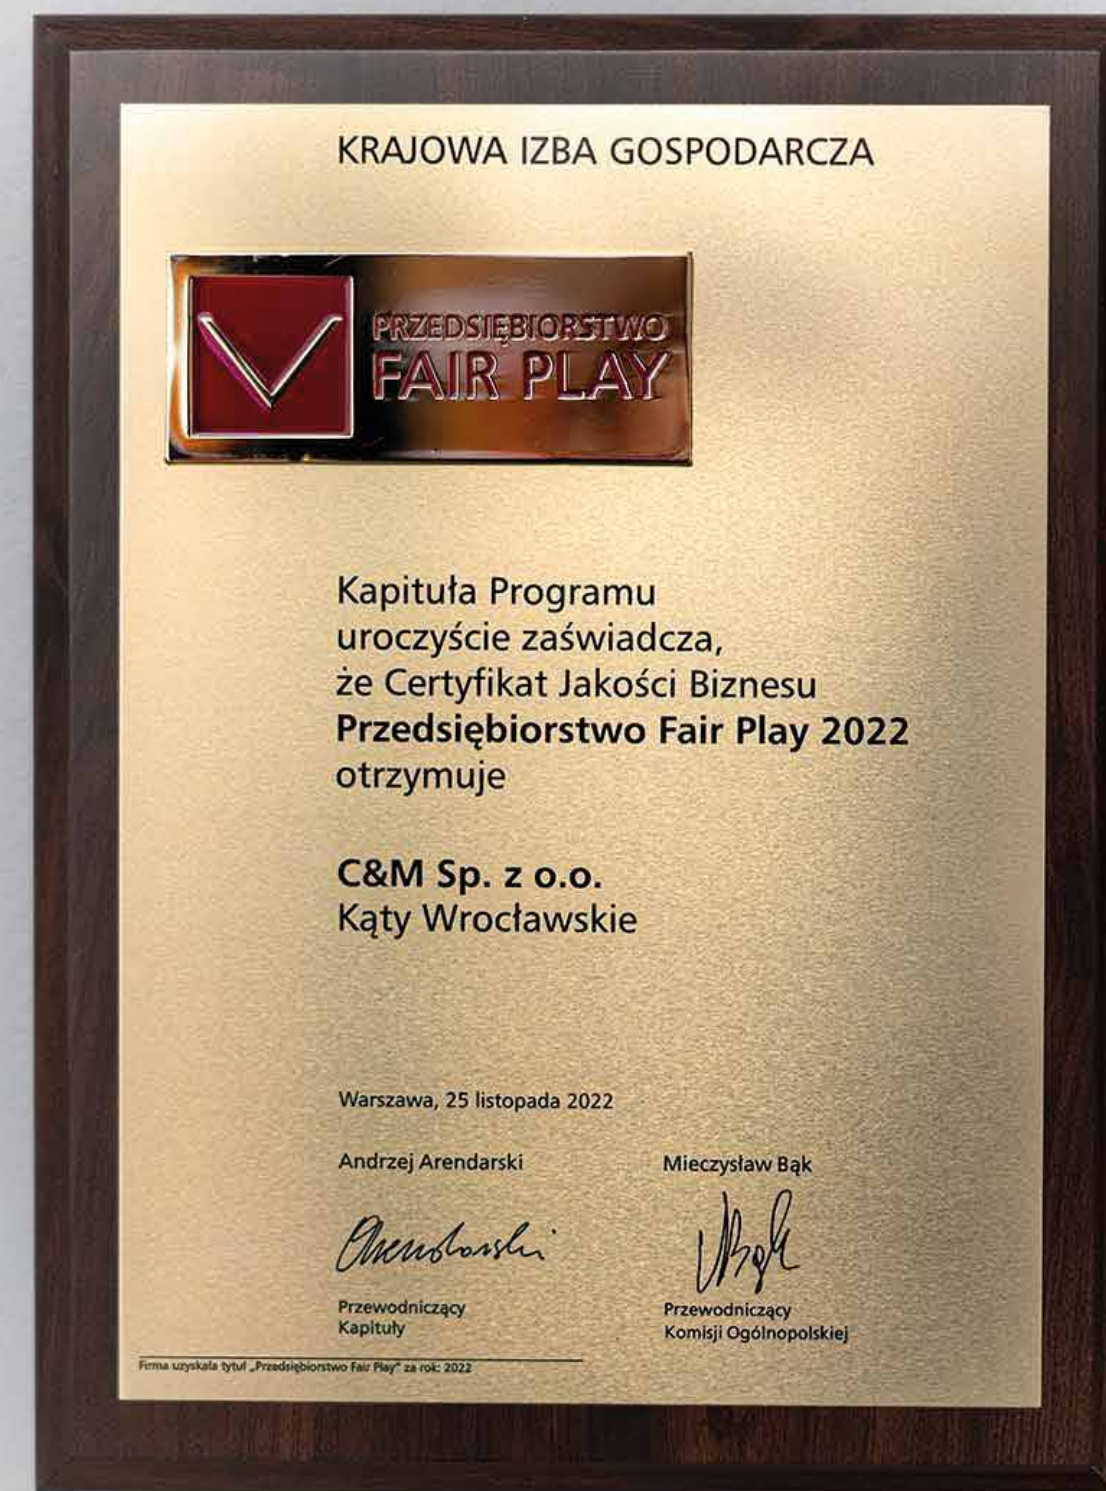 KRAJOWA IZBA GOSPODARCZA
PRZEDSIĘBIORSTWO
FAIR PLAY
Kapituła Programu
uroczyście zaświadcza,
że Certyfikat Jakości Biznesu
Przedsiębiorstwo Fair Play 2022
otrzymuje
C&M Sp. z o.o.
Kąty Wrocławskie
Warszawa, 25 listopada 2022
Andrzej Arendarski Mieczysław Bąk
Arendarski Bąk
Przewodniczący Przewodniczący
Kapituły Komisji Ogólnopolskiej
Firma uzyskała tytuł „Przedsiębiorstwo Fair Play” za rok: 2022